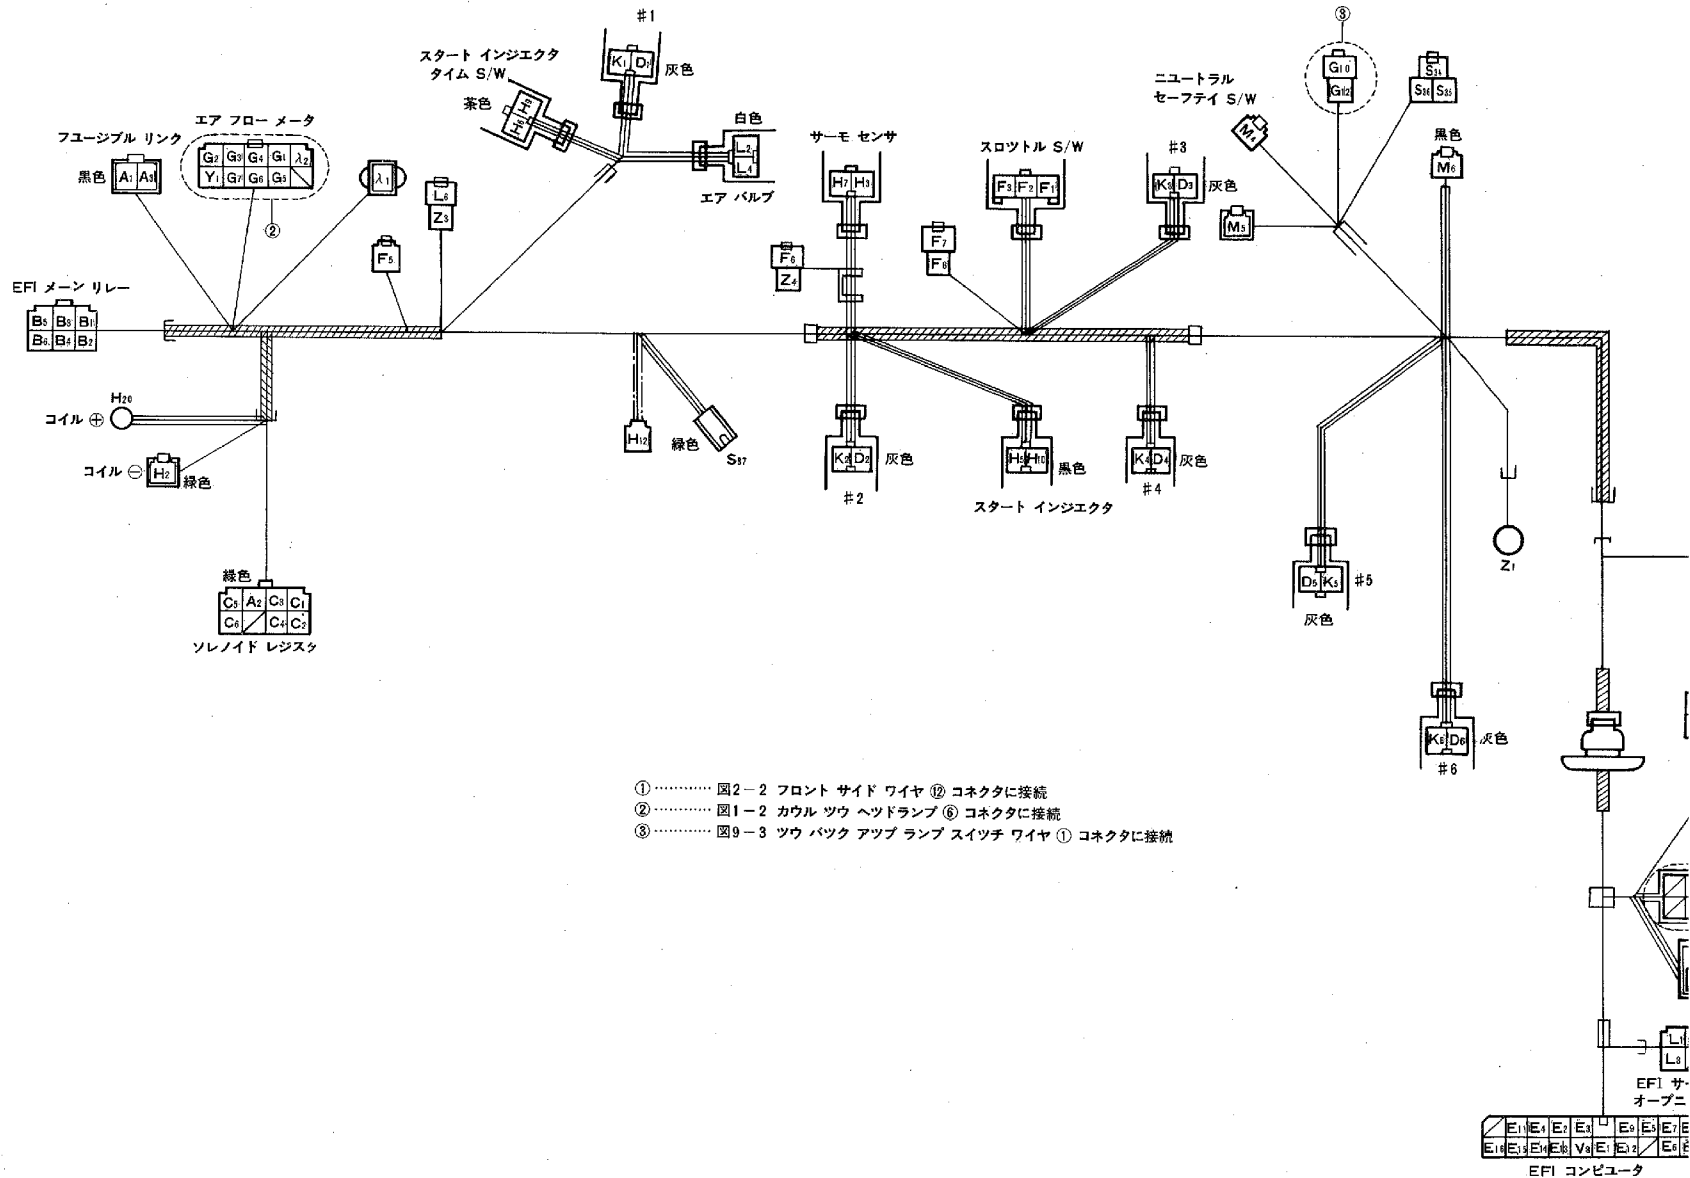 ♯1
③
スタート インジエクタ
タイム S/W
K1 D1
灰色
茶色
H9
H8
白色
L2
L4
エア バルブ
フユージブル リンク
黒色
A1 A3
エア フロー メータ
G2 G3 G4 G1 λ2
Y1 G7 G6 G5
②
λ1
L6
Z3
F5
サーモ センサ
H7 H3
F6
Z4
スロツトル S/W
F3 F2 F1
F7
F8
♯3
K3 D3
灰色
ニユートラル
セーフテイ S/W
M4
M5
G10
G12
S34
S36 S35
黒色
M6
EFI メーン リレー
B5 B3 B1
B6 B4 B2
コイル ⊕
H20
コイル ⊖
H2
緑色
緑色
C5 A2 C3 C1
C6 C4 C2
ソレノイド レジスタ
H12
緑色
S37
K2 D2
灰色
♯2
H5 H10
黒色
スタート インジエクタ
K4 D4
灰色
♯4
D5 K5
♯5
灰色
Z1
K6 D6
灰色
♯6
①………… 図2−2 フロント サイド ワイヤ ⑫ コネクタに接続
②………… 図1−2 カウル ツウ ヘツドランプ ⑥ コネクタに接続
③………… 図9−3 ツウ バツク アツプ ランプ スイツチ ワイヤ ① コネクタに接続
L1
L3
EFI サ
オープニ
E11 E4 E2 E3 E9 E5 E7
E16 E15 E14 E13 E1 E12 E6
EFI コンピユータ